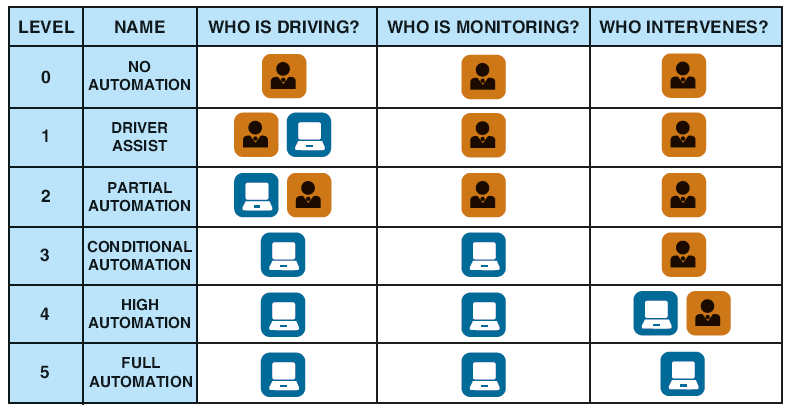 LEVEL NAME WHO IS DRIVING? WHO IS MONITORING? WHO INTERVENES?
0 NO AUTOMATION
1 DRIVER ASSIST
2 PARTIAL AUTOMATION
3 CONDITIONAL AUTOMATION
4 HIGH AUTOMATION
5 FULL AUTOMATION